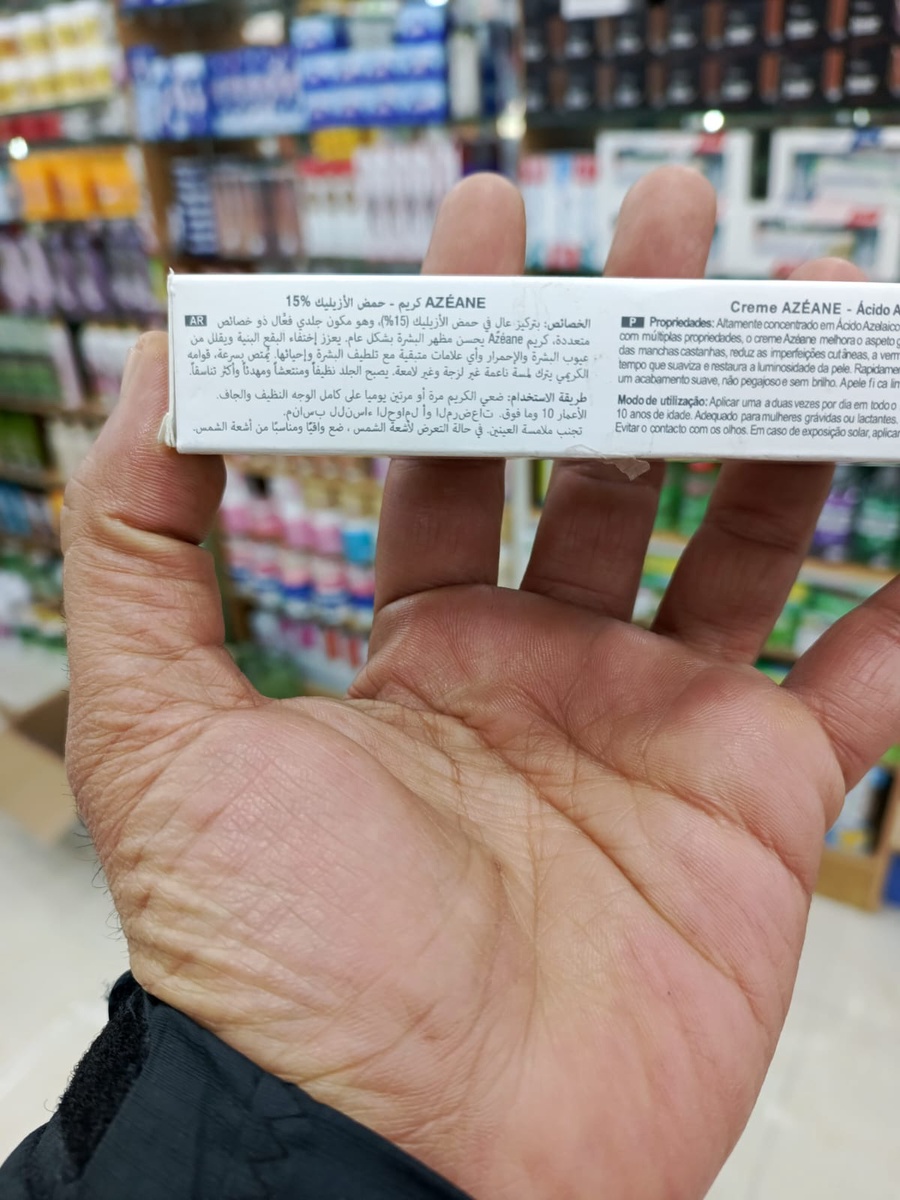 AZÉANE كريم - حمض الأزيليك 15%
AR الخصائص: بتركيز عال في حمض الأزيليك (15%)، وهو مكون جلدي فعَّال ذو خصائص
متعددة، كريم Azéane يحسن مظهر البشرة بشكل عام. يعزز إختفاء البقع البنية ويقلل من
عيوب البشرة والإحمرار وأي علامات متبقية مع تلطيف البشرة وإحيائها. يُمتص بسرعة، قوامه
الكريمي يترك لمسة ناعمة غير لزجة وغير لامعة. يصبح الجلد نظيفاً ومنتعشاً ومهدئاً وأكثر تناسقاً.
طريقة الاستخدام: ضعي الكريم مرة أو مرتين يوميا على كامل الوجه النظيف والجاف.
الأعمار 10 وما فوق.
تجنب ملامسة العينين. في حالة التعرض لأشعة الشمس ، ضع واقيًا ومناسبًا من أشعة الشمس.
Creme AZÉANE - Ácido A
P Propriedades: Altamente concentrado em Ácido Azelaico
com múltiplas propriedades, o creme Azéane melhora o aspeto g
das manchas castanhas, reduz as imperfeições cutâneas, a verm
tempo que suaviza e restaura a luminosidade da pele. Rapidamen
um acabamento suave, não pegajoso e sem brilho. A pele fi ca lim
Modo de utilização: Aplicar uma a duas vezes por dia em todo o
10 anos de idade. Adequado para mulheres grávidas ou lactantes.
Evitar o contacto com os olhos. Em caso de exposição solar, aplicar